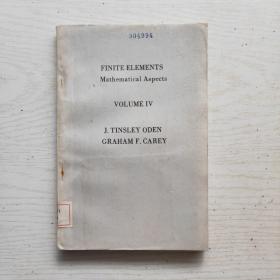 304994
FINITE ELEMENTS
Mathematical Aspects
VOLUME IV
J. TINSLEY ODEN
GRAHAM F. CAREY